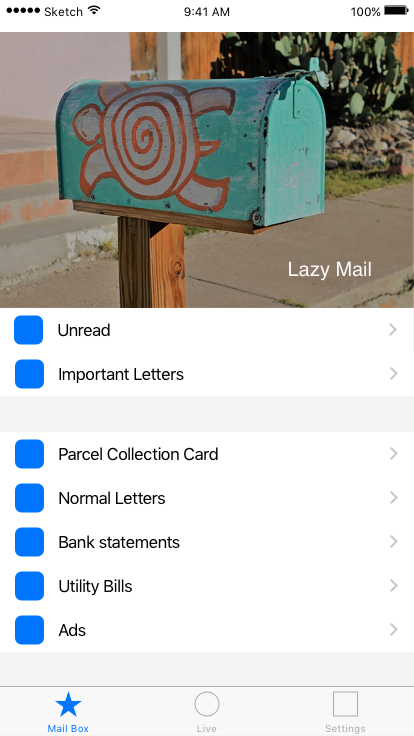 ●●●●● Sketch 9:41 AM 100%
Lazy Mail
Unread
Important Letters
Parcel Collection Card
Normal Letters
Bank statements
Utility Bills
Ads
Mail Box Live Settings